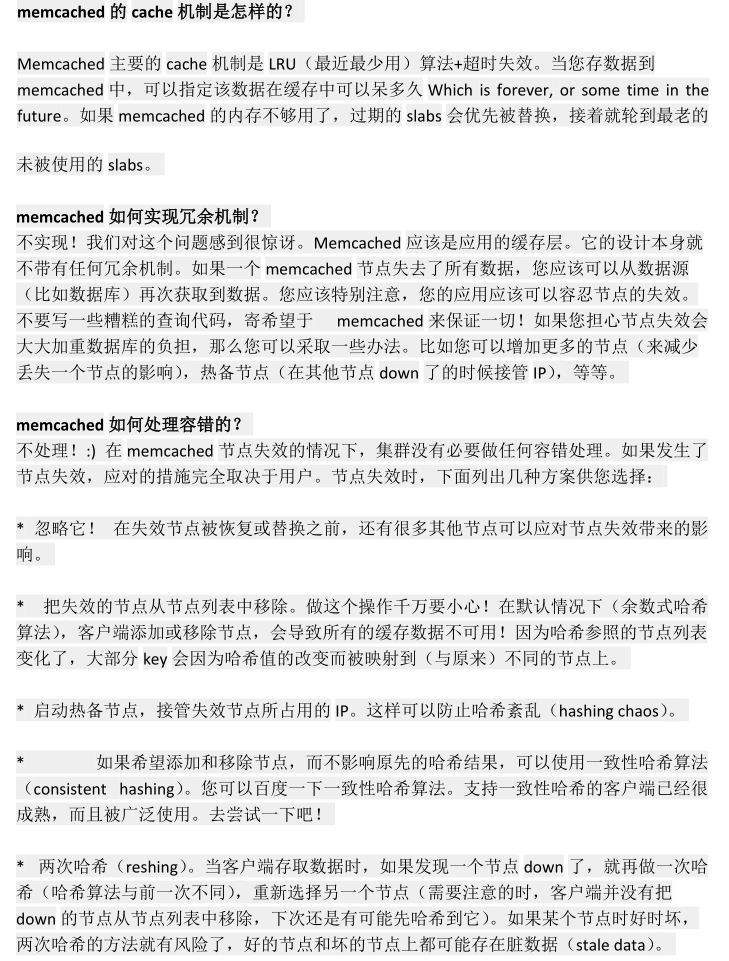 memcached 的 cache 机制是怎样的？
Memcached 主要的 cache 机制是 LRU（最近最少用）算法+超时失效。当您存数据到
memcached 中，可以指定该数据在缓存中可以呆多久 Which is forever, or some time in the
future。如果 memcached 的内存不够用了，过期的 slabs 会优先被替换，接着就轮到最老的
未被使用的 slabs。
memcached 如何实现冗余机制？
不实现！我们对这个问题感到很惊讶。Memcached 应该是应用的缓存层。它的设计本身就
不带有任何冗余机制。如果一个 memcached 节点失去了所有数据，您应该可以从数据源
（比如数据库）再次获取到数据。您应该特别注意，您的应用应该可以容忍节点的失效。
不要写一些糟糕的查询代码，寄希望于 memcached 来保证一切！如果您担心节点失效会
大大加重数据库的负担，那么您可以采取一些办法。比如您可以增加更多的节点（来减少
丢失一个节点的影响），热备节点（在其他节点 down 了的时候接管 IP），等等。
memcached 如何处理容错的？
不处理！:) 在 memcached 节点失效的情况下，集群没有必要做任何容错处理。如果发生了
节点失效，应对的措施完全取决于用户。节点失效时，下面列出几种方案供您选择：
* 忽略它！ 在失效节点被恢复或替换之前，还有很多其他节点可以应对节点失效带来的影
响。
* 把失效的节点从节点列表中移除。做这个操作千万要小心！在默认情况下（余数式哈希
算法），客户端添加或移除节点，会导致所有的缓存数据不可用！因为哈希参照的节点列表
变化了，大部分 key 会因为哈希值的改变而被映射到（与原来）不同的节点上。
* 启动热备节点，接管失效节点所占用的 IP。这样可以防止哈希紊乱（hashing chaos）。
* 如果希望添加和移除节点，而不影响原先的哈希结果，可以使用一致性哈希算法
（consistent hashing）。您可以百度一下一致性哈希算法。支持一致性哈希的客户端已经很
成熟，而且被广泛使用。去尝试一下吧！
* 两次哈希（reshing）。当客户端存取数据时，如果发现一个节点 down 了，就再做一次哈
希（哈希算法与前一次不同），重新选择另一个节点（需要注意的时，客户端并没有把
down 的节点从节点列表中移除，下次还是有可能先哈希到它）。如果某个节点时好时坏，
两次哈希的方法就有风险了，好的节点和坏的节点上都可能存在脏数据（stale data）。